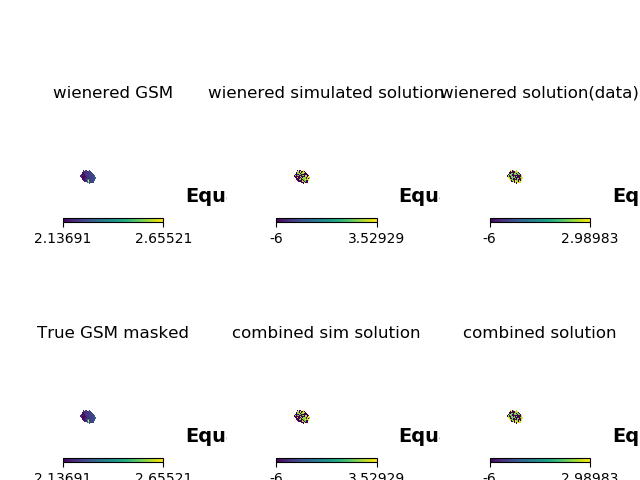 wienered GSM wienered simulated solution wienered solution(data)
Equ Equ Eq
2.13691 2.65521 -6 3.52929 -6 2.98983
True GSM masked combined sim solution combined solution
Equ Equ Eq
2.13691 2.65521 -6 3.52929 -6 2.98983